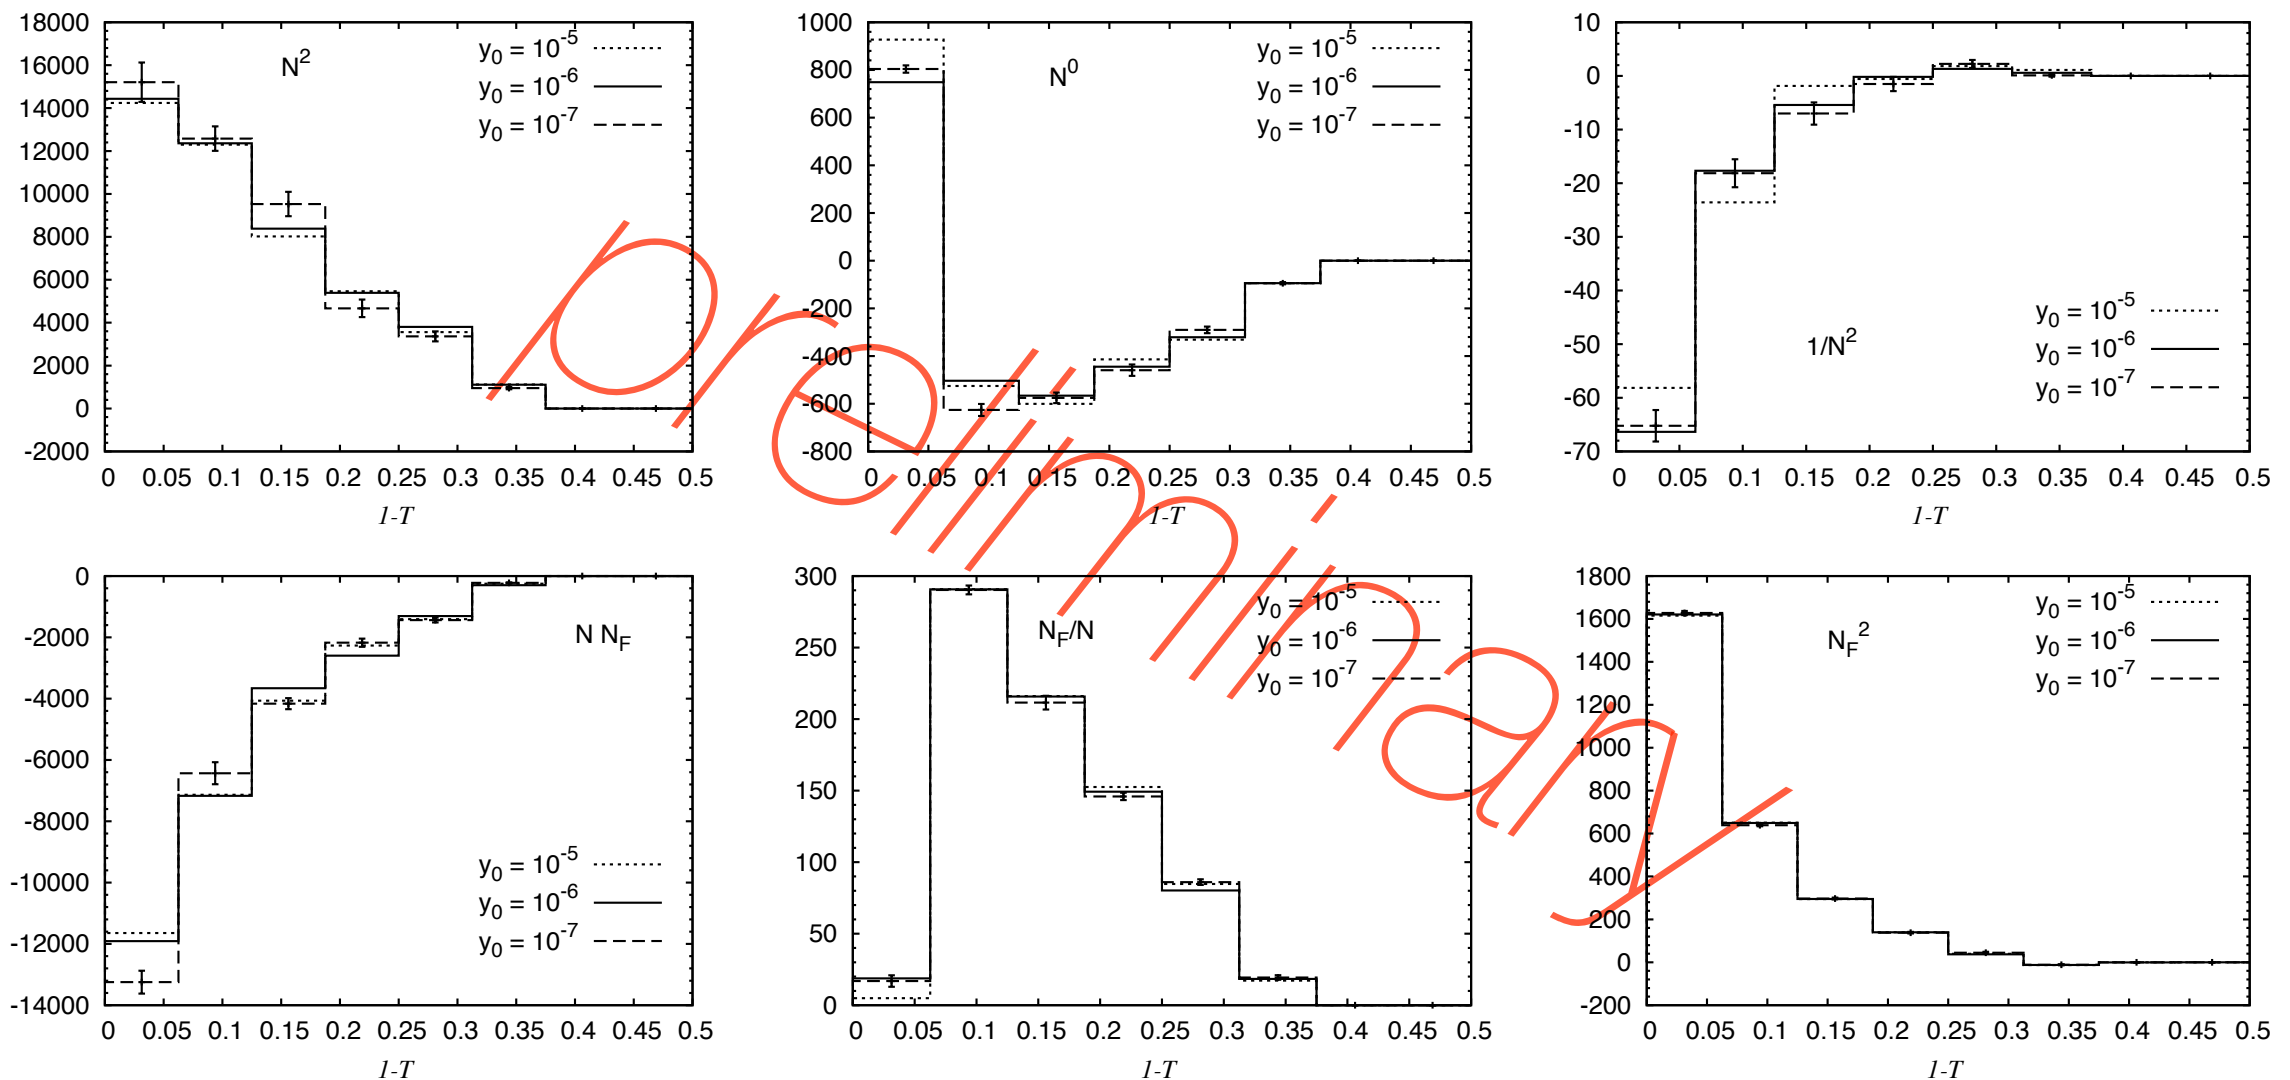 18000
16000
14000
12000
10000
8000
6000
4000
2000
0
-2000
N²
y₀ = 10⁻⁵
y₀ = 10⁻⁶
y₀ = 10⁻⁷
0 0.05 0.1 0.15 0.2 0.25 0.3 0.35 0.4 0.45 0.5
1-T
1000
800
600
400
200
0
-200
-400
-600
-800
N⁰
y₀ = 10⁻⁵
y₀ = 10⁻⁶
y₀ = 10⁻⁷
0 0.05 0.1 0.15 0.2 0.25 0.3 0.35 0.4 0.45 0.5
1-T
10
0
-10
-20
-30
-40
-50
-60
-70
y₀ = 10⁻⁵
y₀ = 10⁻⁶
1/N²
y₀ = 10⁻⁷
0 0.05 0.1 0.15 0.2 0.25 0.3 0.35 0.4 0.45 0.5
1-T
preliminary
0
-2000
-4000
-6000
-8000
-10000
-12000
-14000
N N_F
y₀ = 10⁻⁵
y₀ = 10⁻⁶
y₀ = 10⁻⁷
0 0.05 0.1 0.15 0.2 0.25 0.3 0.35 0.4 0.45 0.5
1-T
300
250
200
150
100
50
0
y₀ = 10⁻⁵
N_F/N
y₀ = 10⁻⁶
y₀ = 10⁻⁷
0 0.05 0.1 0.15 0.2 0.25 0.3 0.35 0.4 0.45 0.5
1-T
1800
1600
1400
1200
1000
800
600
400
200
0
-200
y₀ = 10⁻⁵
N_F²
y₀ = 10⁻⁶
y₀ = 10⁻⁷
0 0.05 0.1 0.15 0.2 0.25 0.3 0.35 0.4 0.45 0.5
1-T